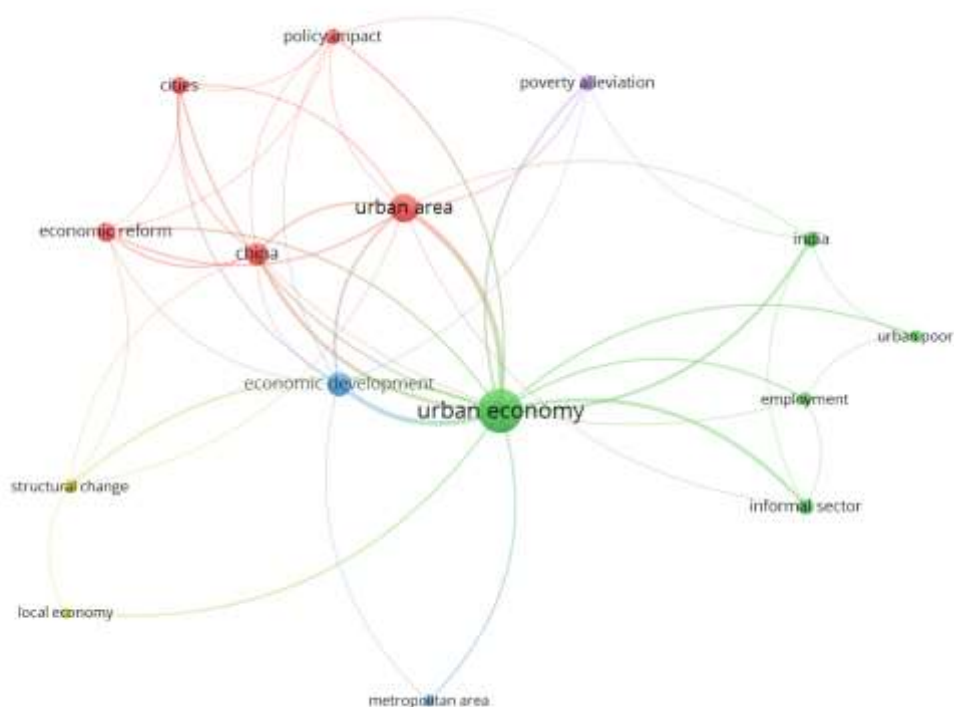 policy impact
poverty alleviation
cities
urban area
economic reform
india
china
urban poor
economic development
employment
urban economy
structural change
informal sector
local economy
metropolitan area